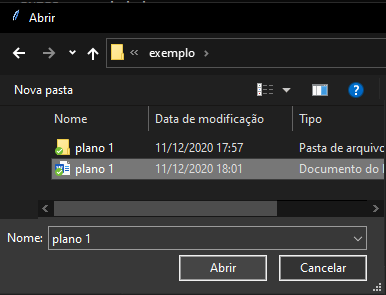 Abrir
exemplo
Nova pasta
Nome Data de modificação Tipo
plano 1 11/12/2020 17:57 Pasta de arquivo
plano 1 11/12/2020 18:01 Documento do
Nome: plano 1
Abrir Cancelar